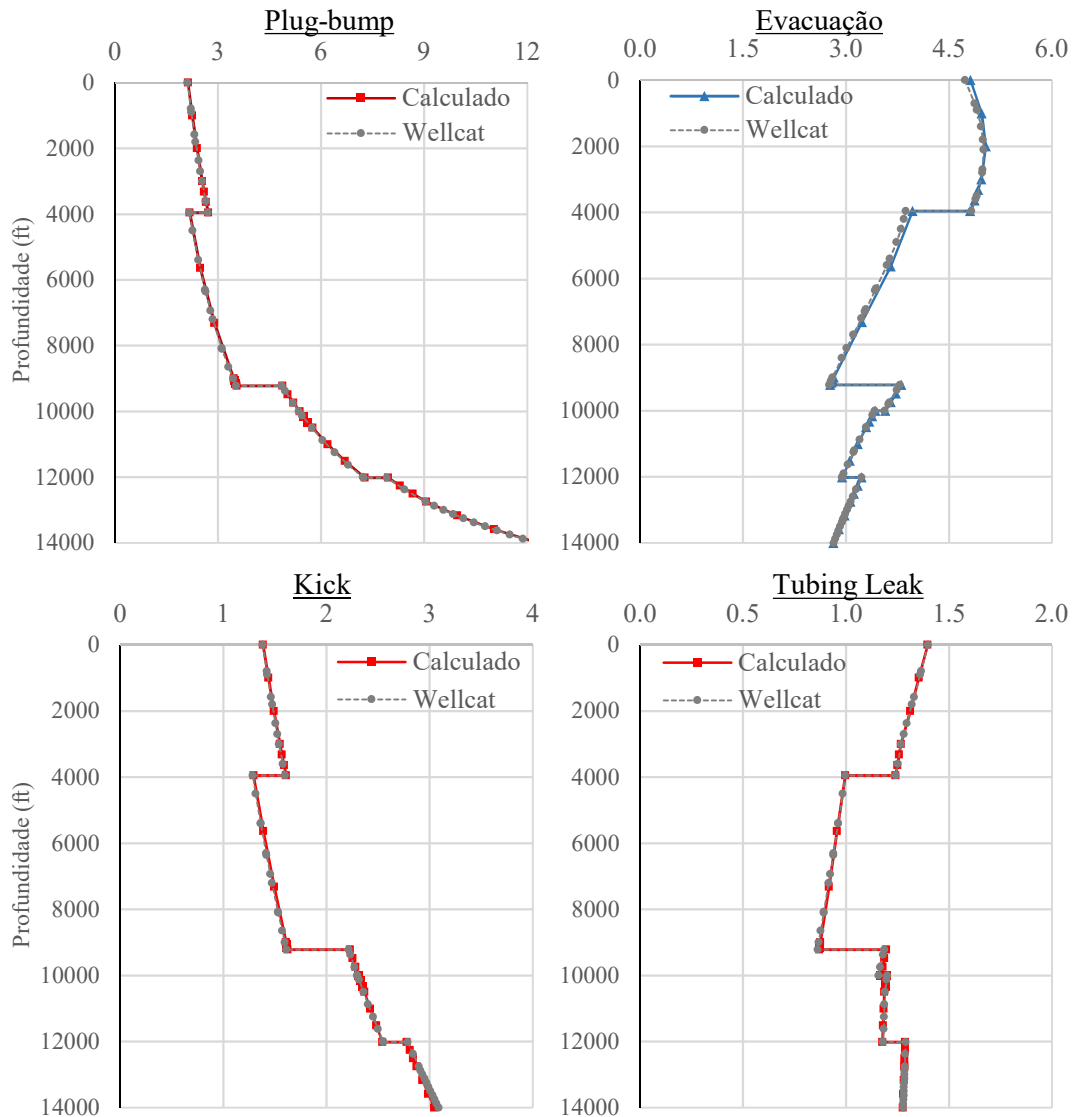 Plug-bump
0 3 6 9 12
0
2000
4000
6000
8000
10000
12000
14000
Profundidade (ft)
Calculado
Wellcat
Evacuação
0.0 1.5 3.0 4.5 6.0
0
2000
4000
6000
8000
10000
12000
14000
Calculado
Wellcat
Kick
0 1 2 3 4
0
2000
4000
6000
8000
10000
12000
14000
Profundidade (ft)
Calculado
Wellcat
Tubing Leak
0.0 0.5 1.0 1.5 2.0
0
2000
4000
6000
8000
10000
12000
14000
Calculado
Wellcat